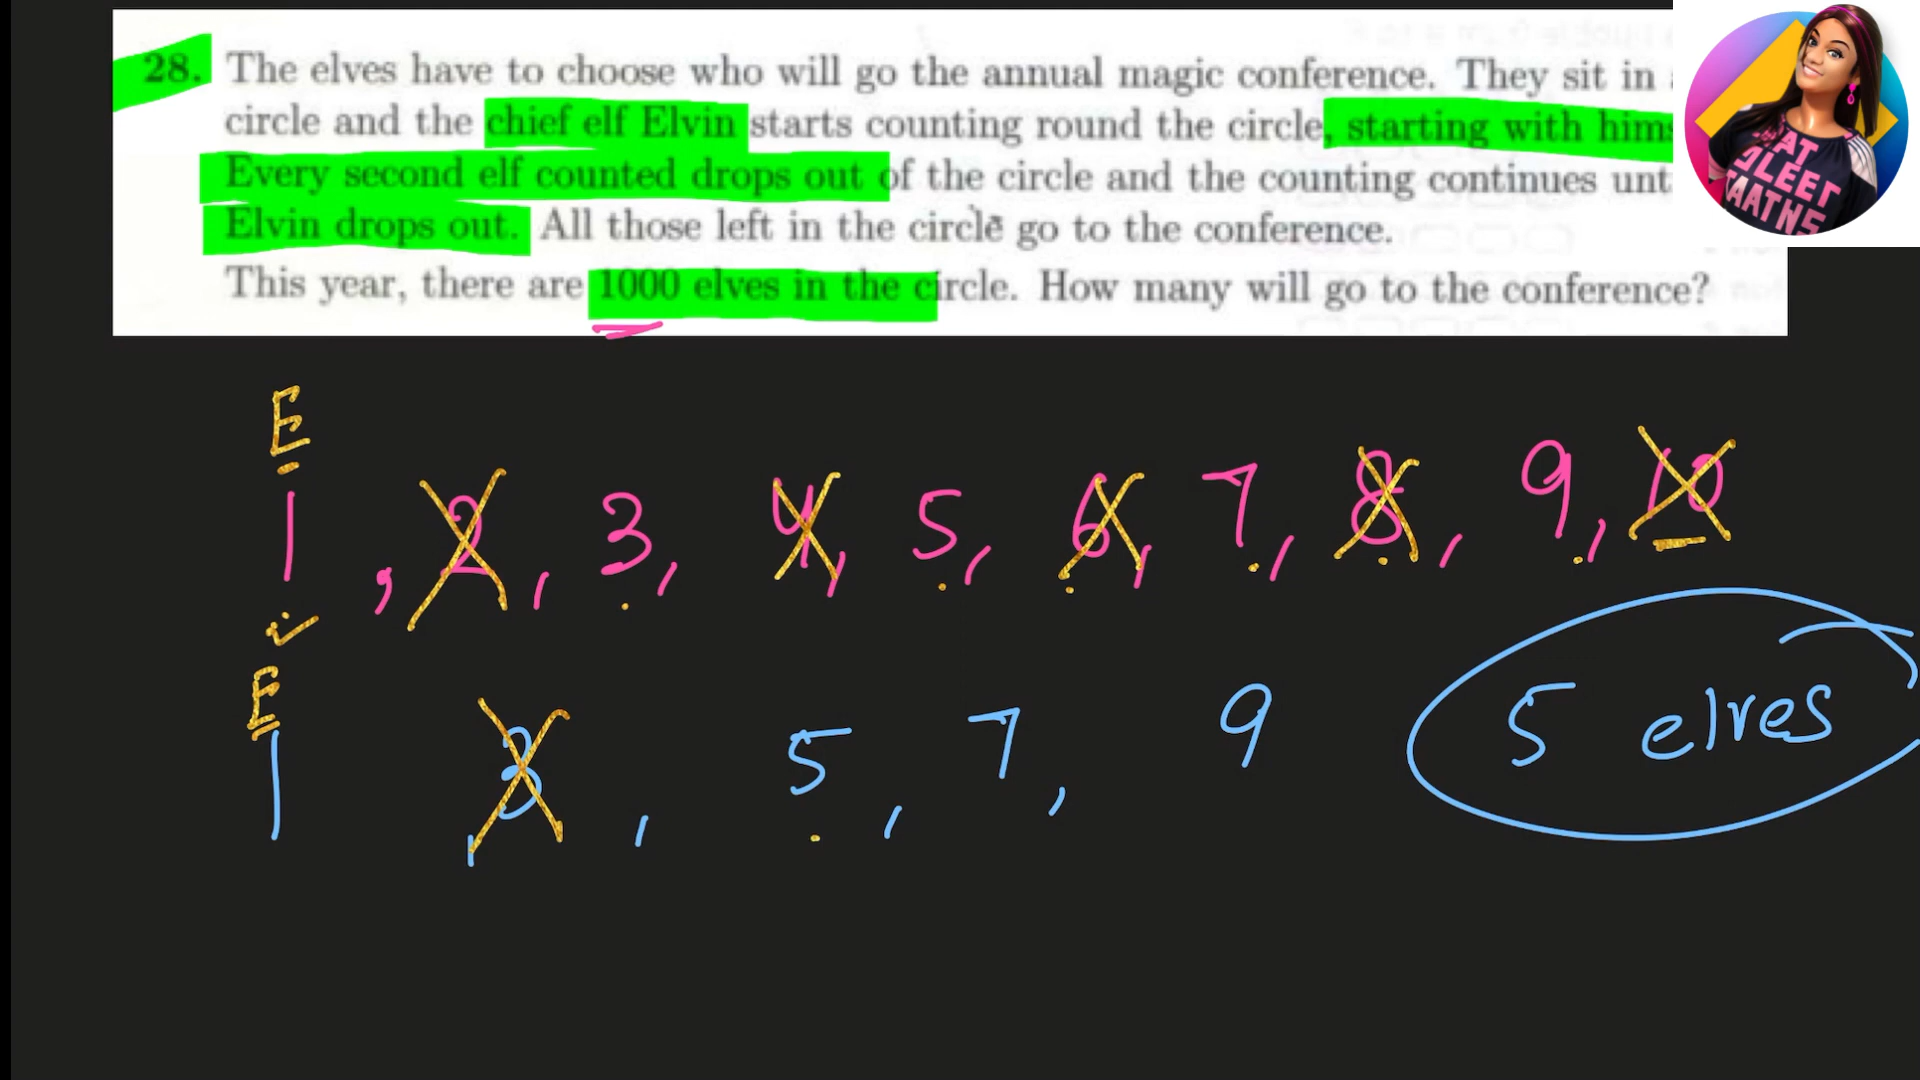 28. The elves have to choose who will go the annual magic conference. They sit in
circle and the chief elf Elvin starts counting round the circle, starting with hims
Every second elf counted drops out of the circle and the counting continues unt
Elvin drops out. All those left in the circle go to the conference.
This year, there are 1000 elves in the circle. How many will go to the conference?
E
1, 2, 3, 4, 5, 6, 7, 8, 9, 10
E
1, 3, 5, 7, 9 5 elves